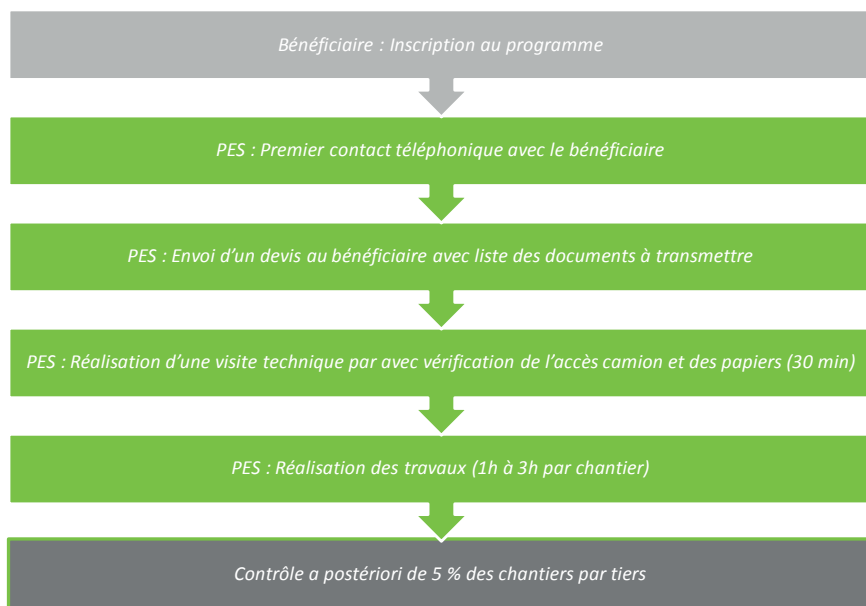 Bénéficiaire : Inscription au programme
PES : Premier contact téléphonique avec le bénéficiaire
PES : Envoi d'un devis au bénéficiaire avec liste des documents à transmettre
PES : Réalisation d'une visite technique par avec vérification de l'accès camion et des papiers (30 min)
PES : Réalisation des travaux (1h à 3h par chantier)
Contrôle a postériori de 5 % des chantiers par tiers